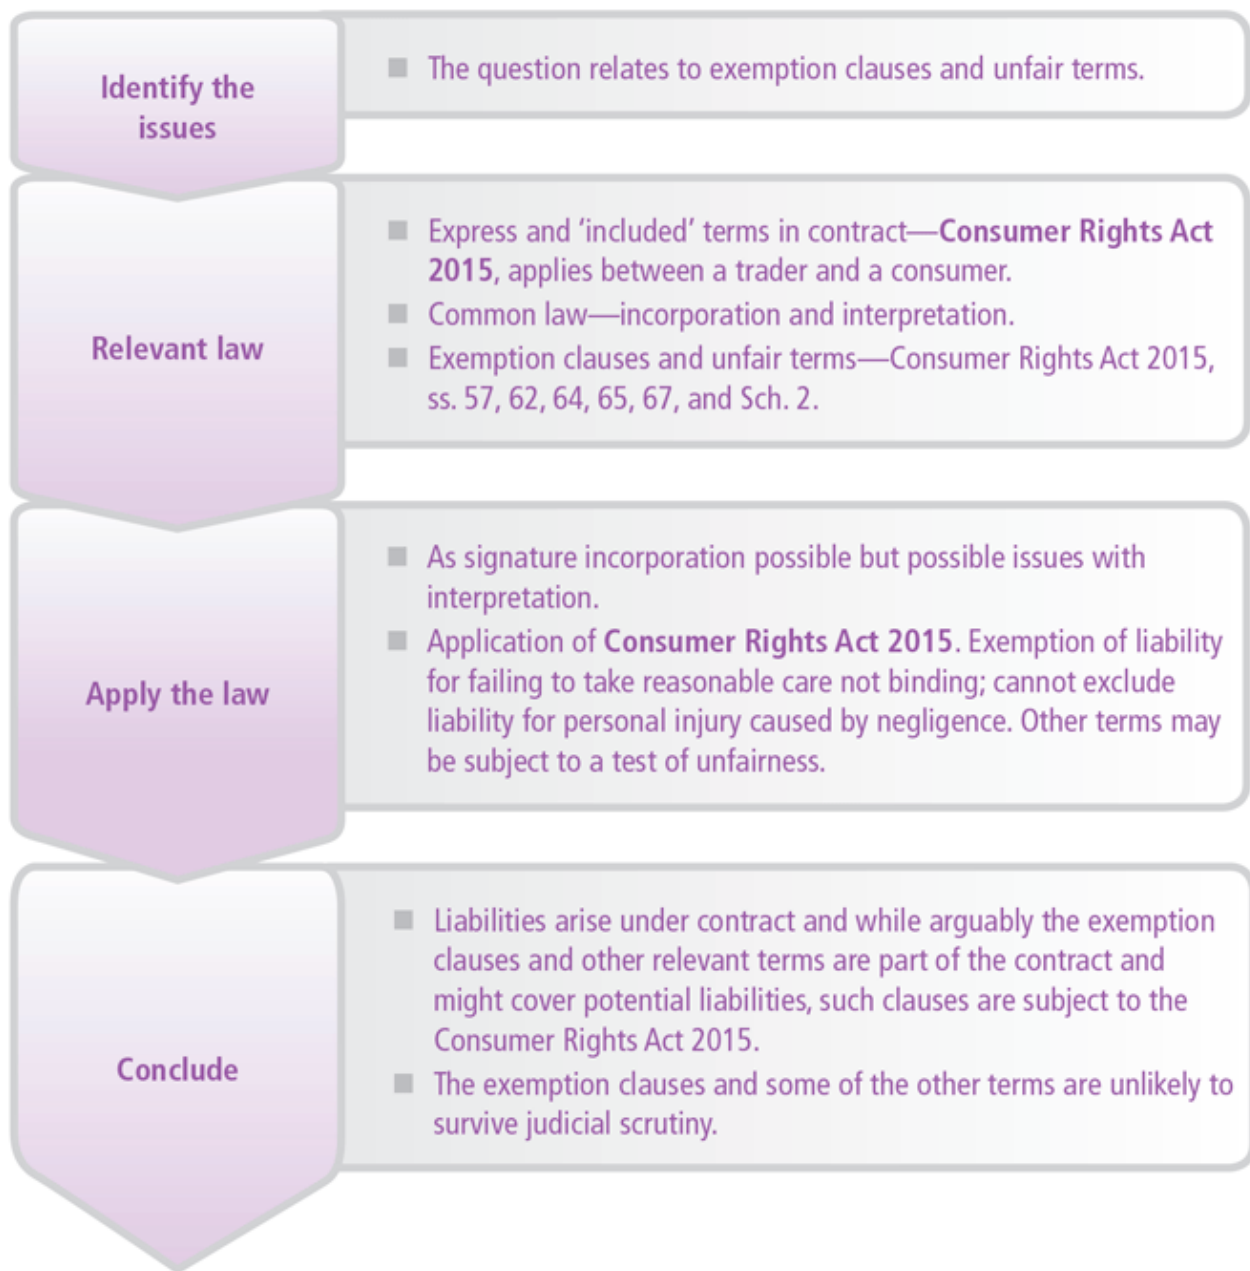 Identify the
issues
The question relates to exemption clauses and unfair terms.
Relevant law
Express and ‘included’ terms in contract—Consumer Rights Act
2015, applies between a trader and a consumer.
Common law—incorporation and interpretation.
Exemption clauses and unfair terms—Consumer Rights Act 2015,
ss. 57, 62, 64, 65, 67, and Sch. 2.
Apply the law
As signature incorporation possible but possible issues with
interpretation.
Application of Consumer Rights Act 2015. Exemption of liability
for failing to take reasonable care not binding; cannot exclude
liability for personal injury caused by negligence. Other terms may
be subject to a test of unfairness.
Conclude
Liabilities arise under contract and while arguably the exemption
clauses and other relevant terms are part of the contract and
might cover potential liabilities, such clauses are subject to the
Consumer Rights Act 2015.
The exemption clauses and some of the other terms are unlikely to
survive judicial scrutiny.